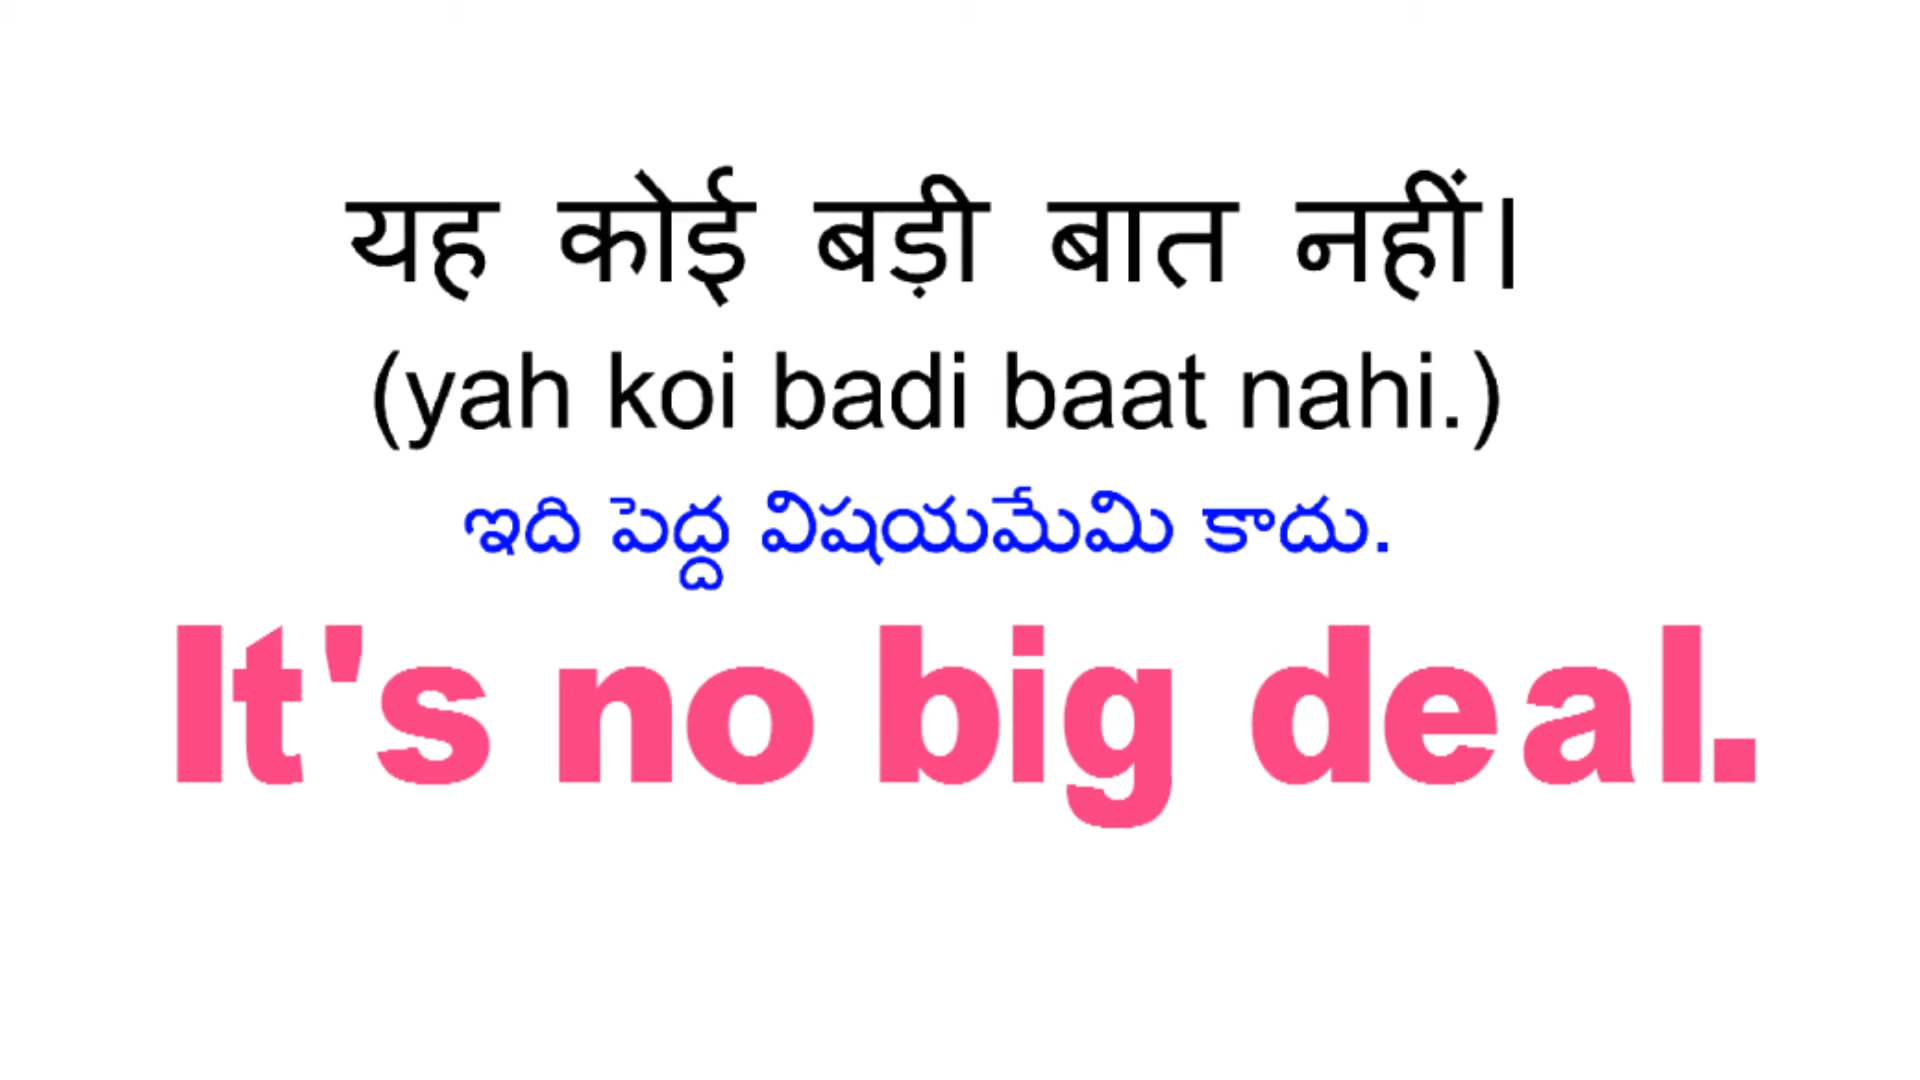 यह कोई बड़ी बात नहीं।
(yah koi badi baat nahi.)
ఇది పెద్ద విషయమేమి కాదు.
It's no big deal.